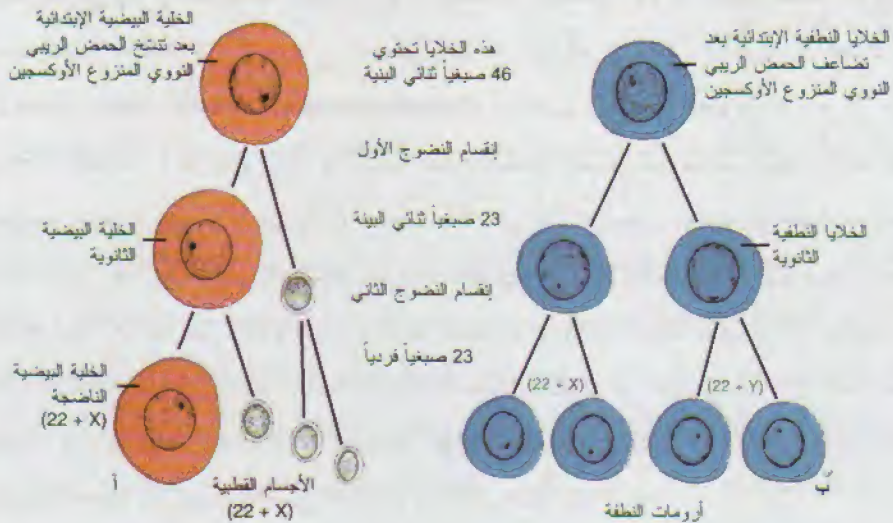 الخلايا النطفية الإبتدائية بعد
تضاعف الحمض الريبي
النووي المنزوع الأوكسجين
هذه الخلايا تحتوي
46 صبغياً ثنائي البنية
الخلية البيضية الإبتدائية
بعد تنسّخ الحمض الريبي
النووي المنزوع الأوكسجين
إنقسام النضوج الأول
الخلايا النطفية
الثانوية
23 صبغياً ثنائي البيئة
الخلية البيضية
الثانوية
إنقسام النضوج الثاني
23 صبغياً فردياً
(22 + Y)
(22 + X)
الخلية البيضية
الناضجة
(22 + X)
ب
أرومات النطفة
الأجسام القطبية
(22 + X)
أ